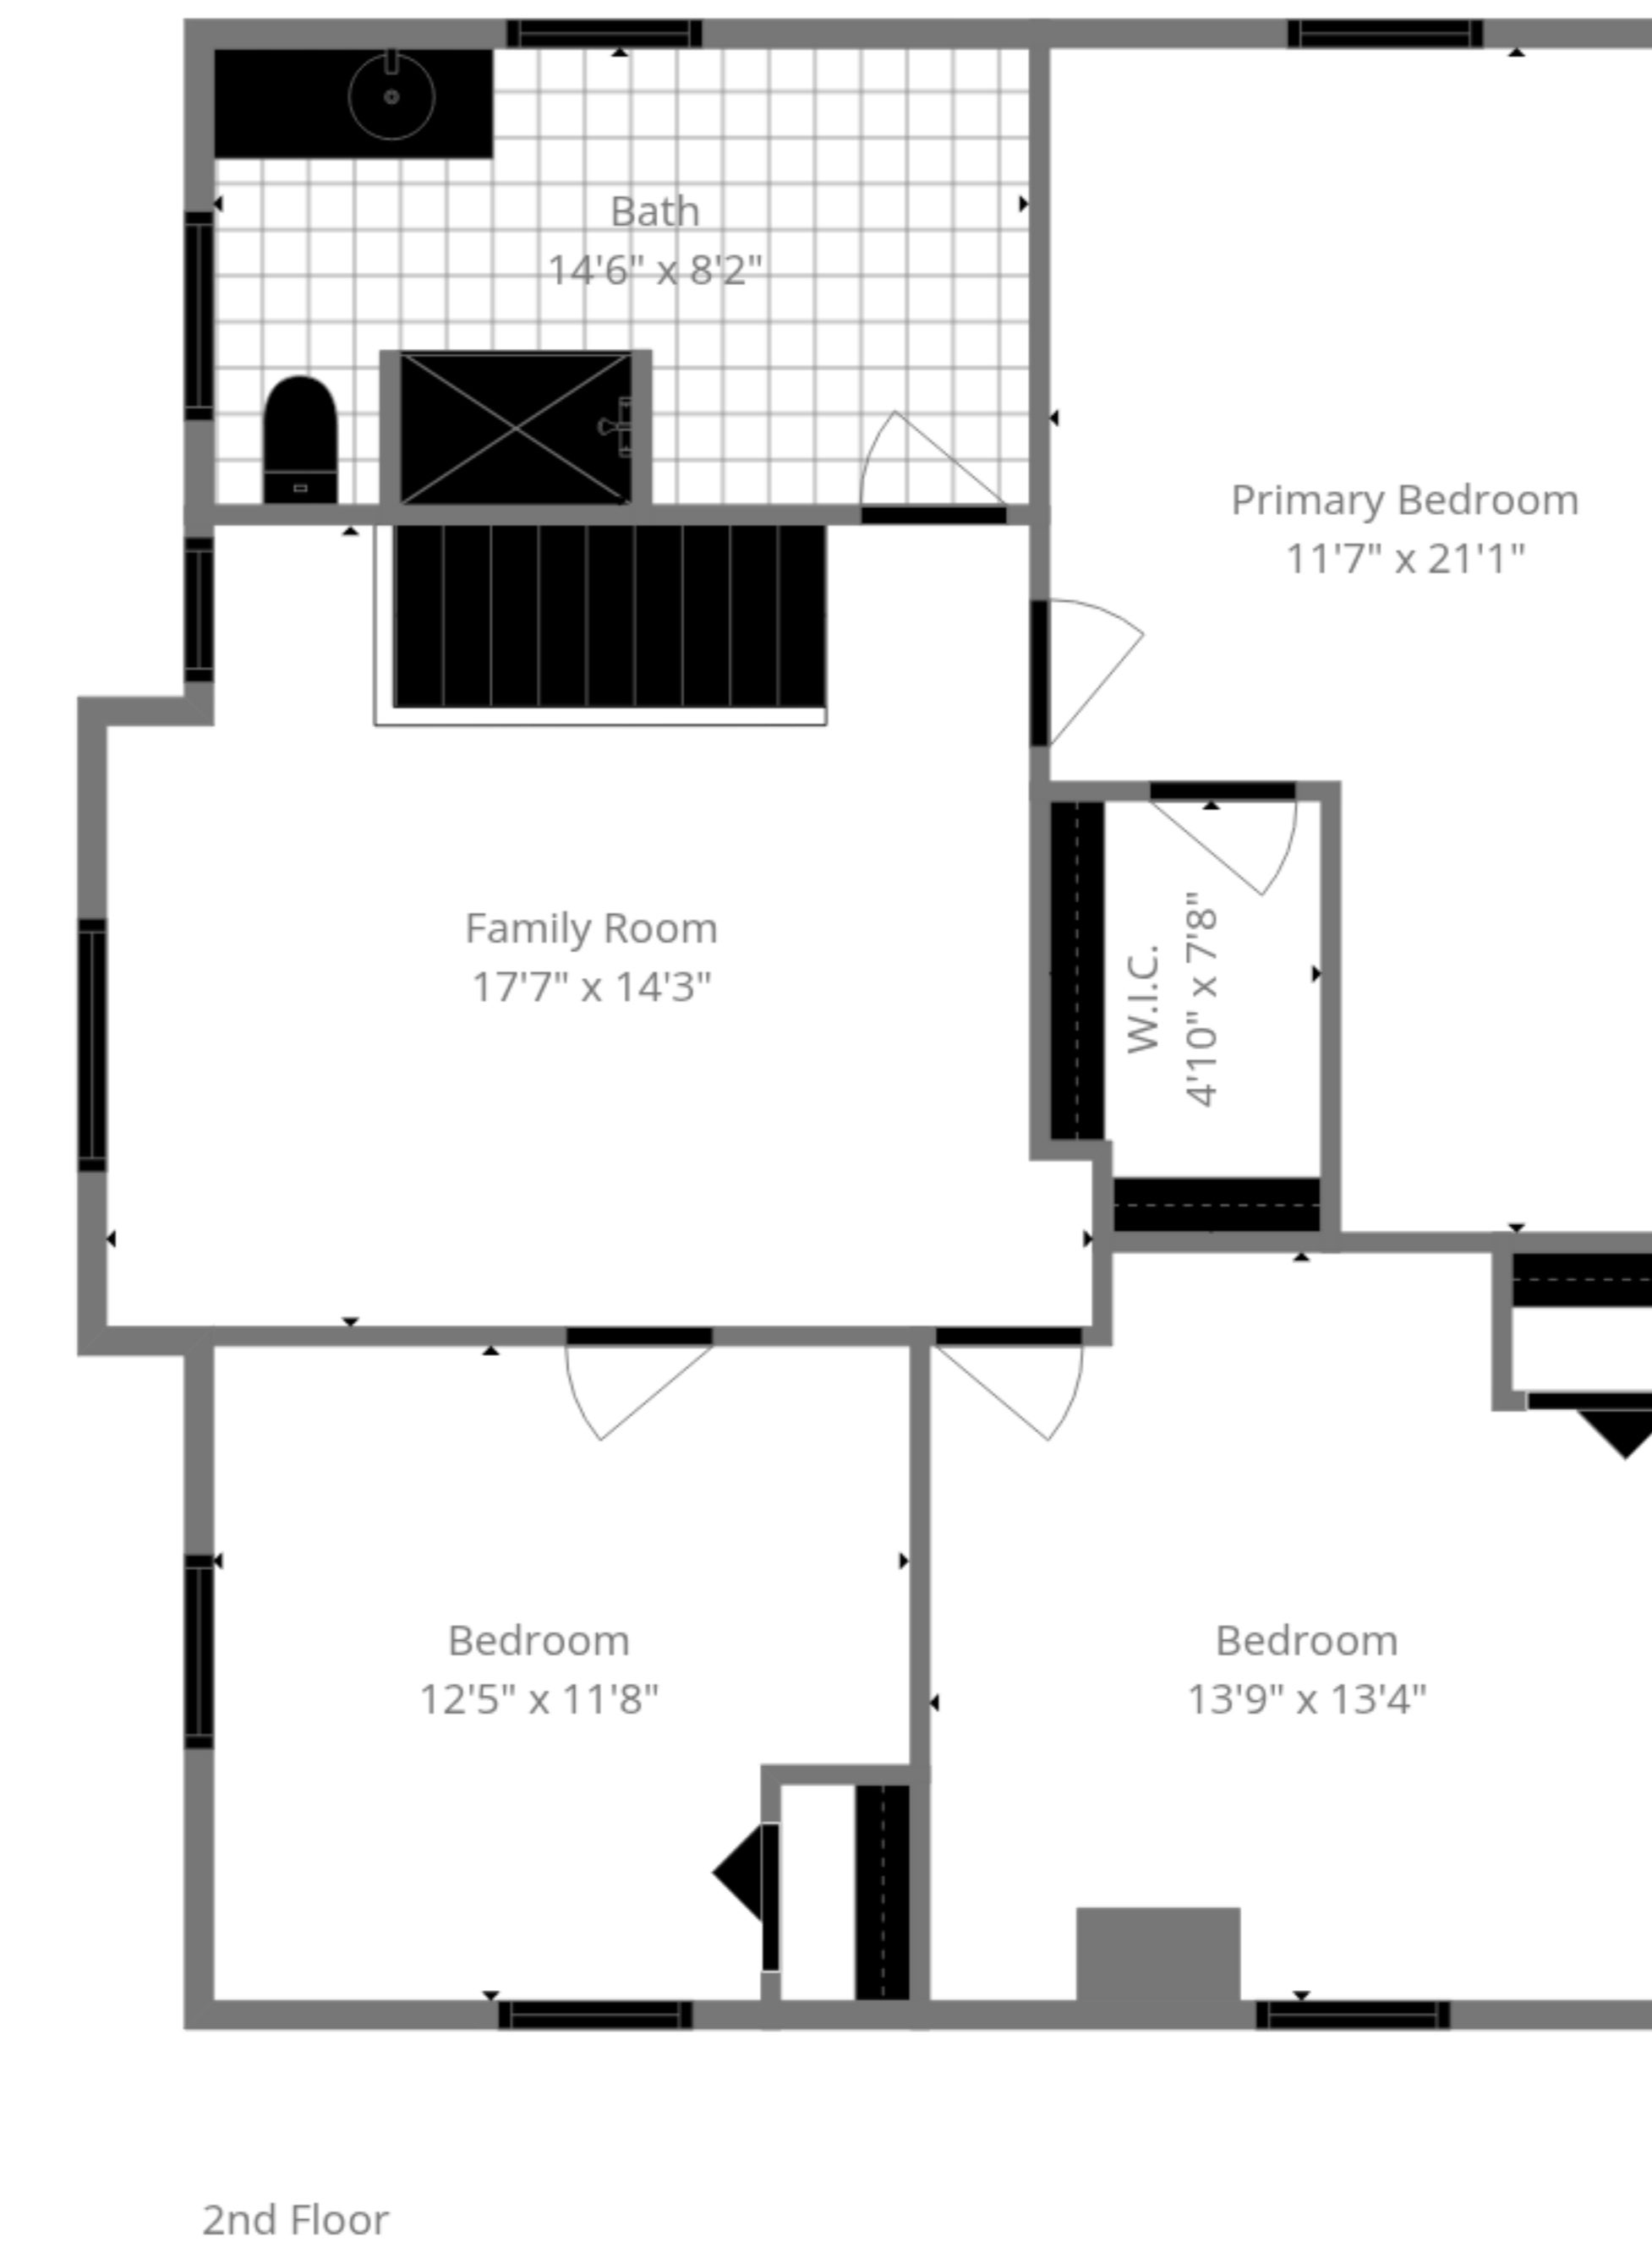 Bath
14'6" x 8'2"
Primary Bedroom
11'7" x 21'1"
Family Room
17'7" x 14'3"
W.I.C.
4'10" x 7'8"
Bedroom
12'5" x 11'8"
Bedroom
13'9" x 13'4"
2nd Floor